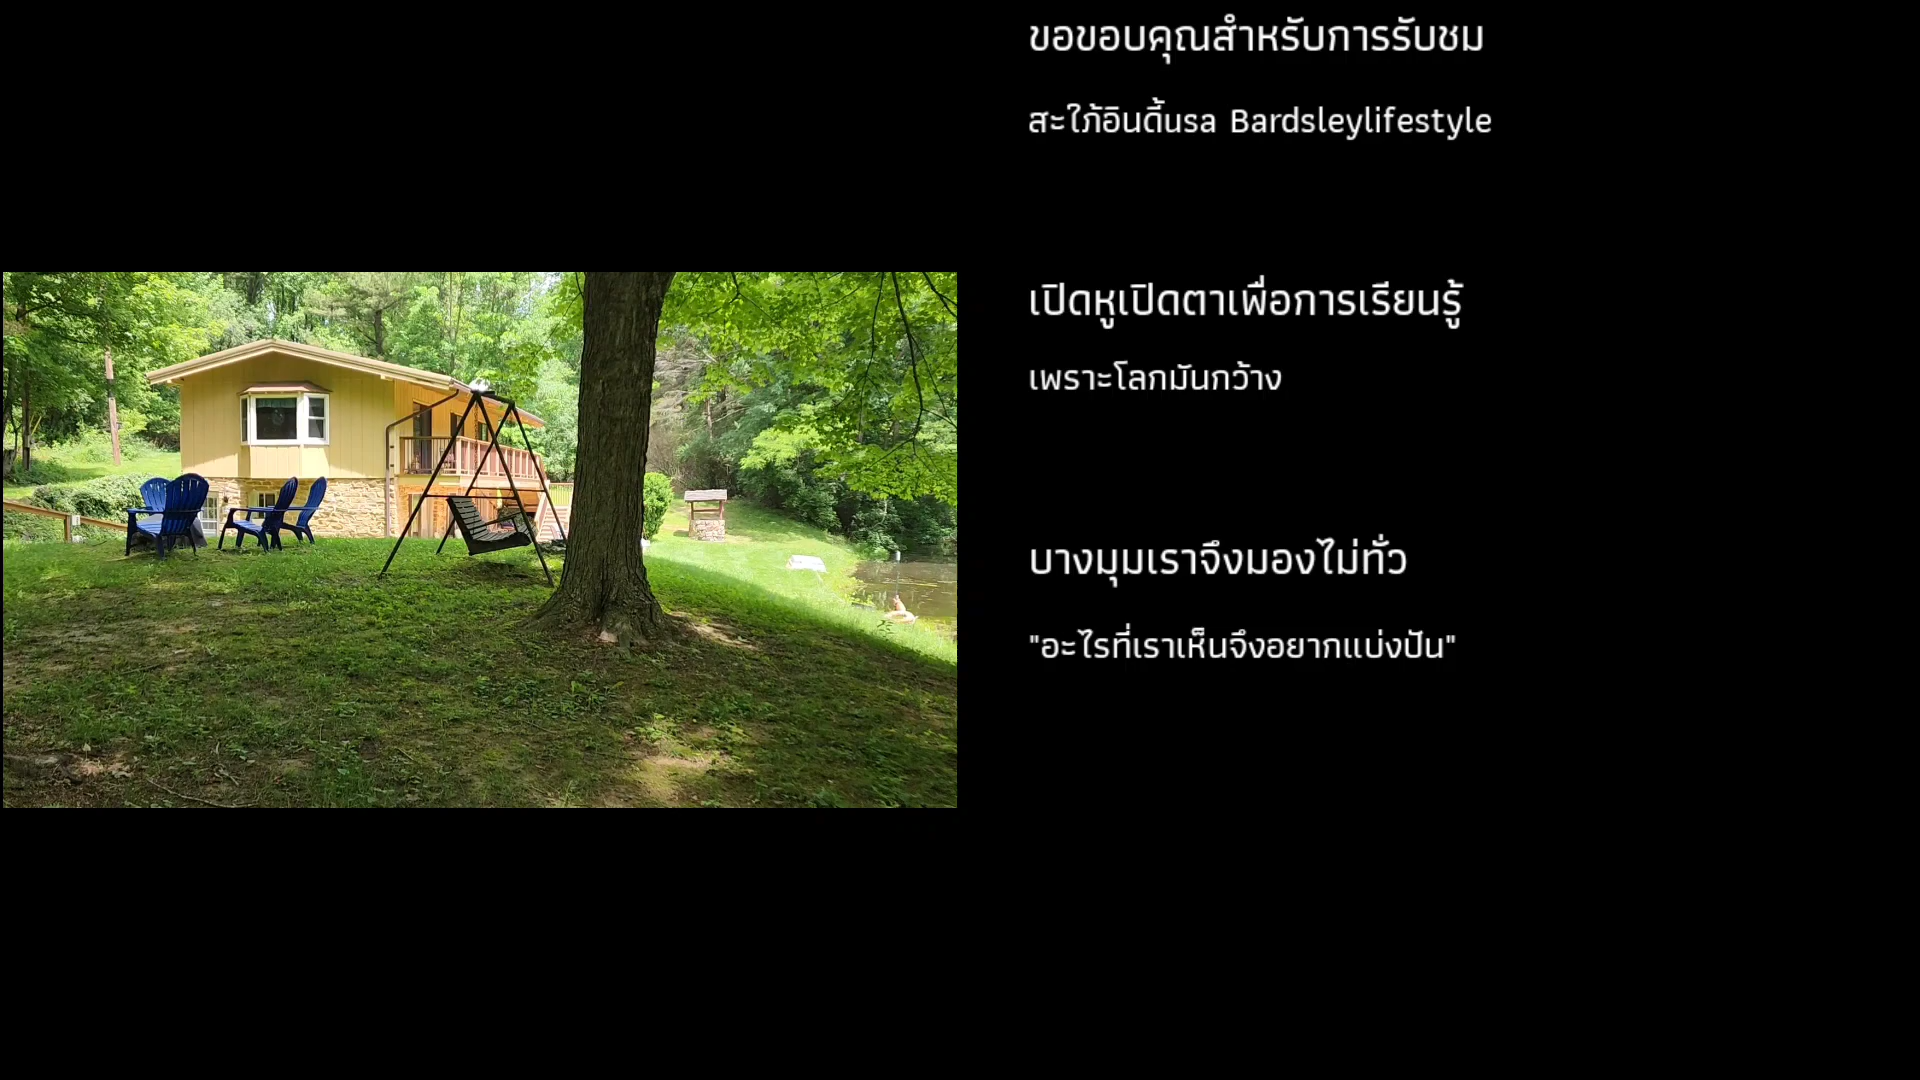 ขอขอบคุณสำหรับการรับชม
สะใภ้อินดี้นรa Bardsleylifestyle
เปิดหูเปิดตาเพื่อการเรียนรู้
เพราะโลกมันกว้าง
บางมุมเราจึงมองไม่ทั่ว
"อะไรที่เราเห็นจึงอยากแบ่งปัน"